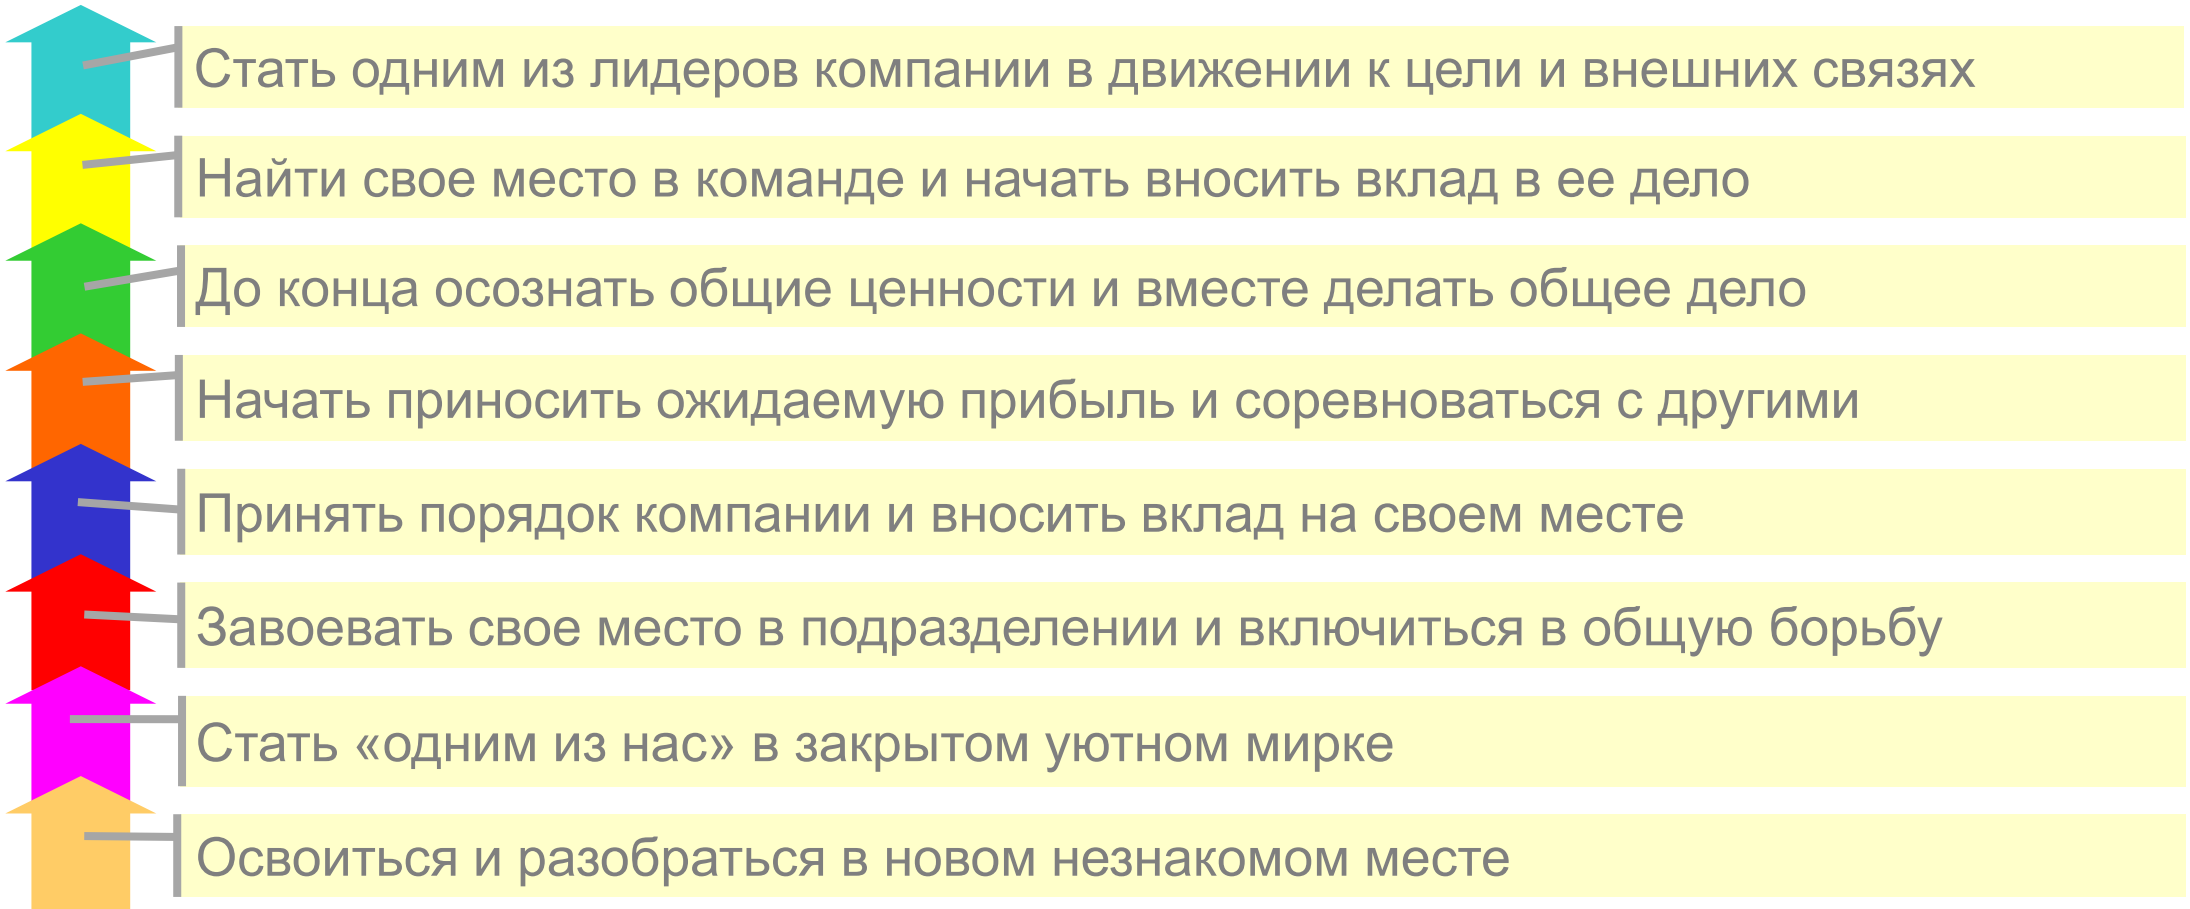 Стать одним из лидеров компании в движении к цели и внешних связях
Найти свое место в команде и начать вносить вклад в ее дело
До конца осознать общие ценности и вместе делать общее дело
Начать приносить ожидаемую прибыль и соревноваться с другими
Принять порядок компании и вносить вклад на своем месте
Завоевать свое место в подразделении и включиться в общую борьбу
Стать «одним из нас» в закрытом уютном мирке
Освоиться и разобраться в новом незнакомом месте